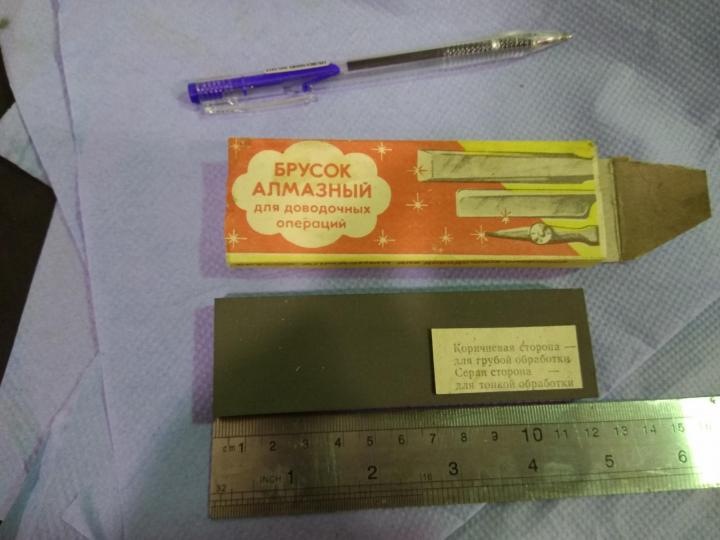 БРУСОК
АЛМАЗНЫЙ
для доводочных
операций
Коричневая сторона —
для грубой обработки
Серая сторона —
для тонкой обработки
cm 1 2 3 4 5 6 7 8 9 10 11 12 13 14 15
32 INCH 1 2 16 3 4 5 6